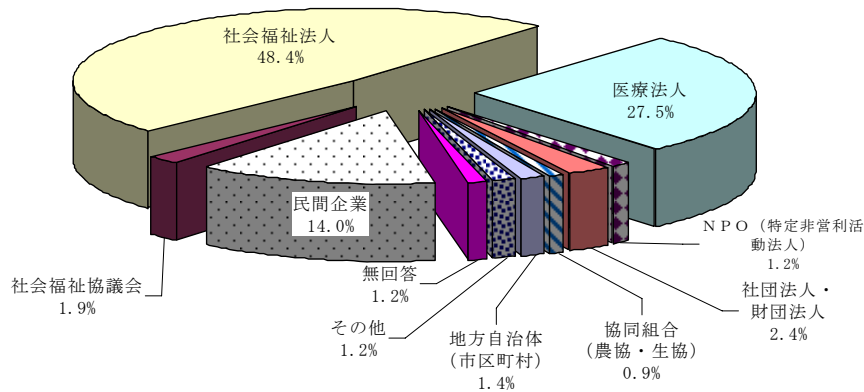 社会福祉法人
48.4%
医療法人
27.5%
民間企業
14.0%
NPO（特定非営利活
動法人）
1.2%
無回答
1.2%
社会福祉協議会
1.9%
社団法人・
財団法人
2.4%
その他
1.2%
地方自治体
（市区町村）
1.4%
協同組合
（農協・生協）
0.9%